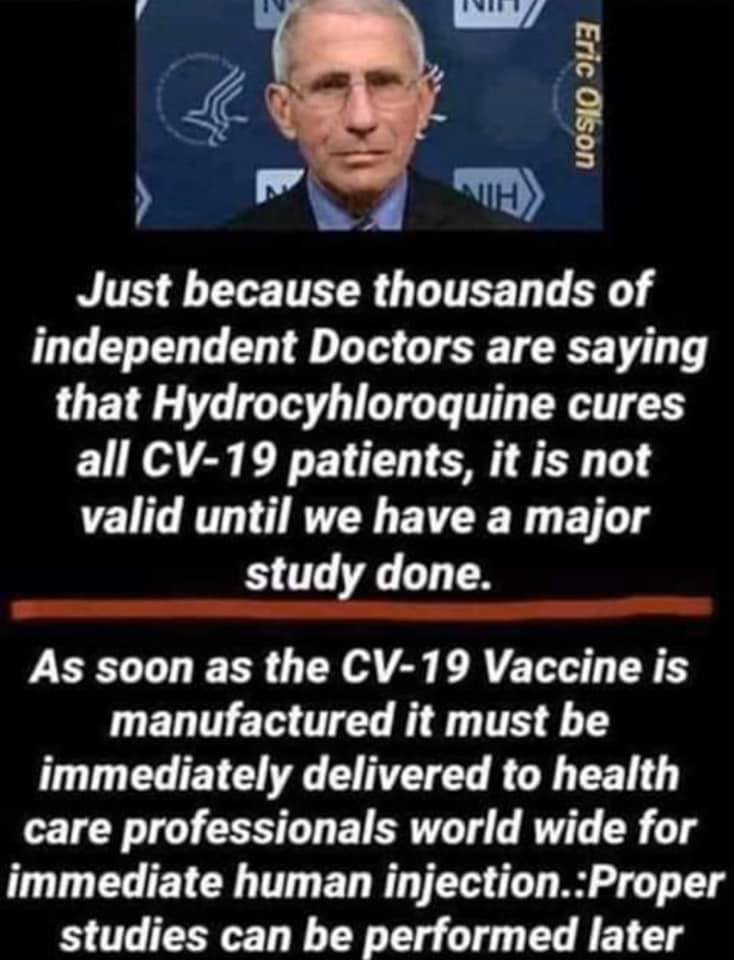 NIH
Eric Olson
NIH
Just because thousands of
independent Doctors are saying
that Hydrocyhloroquine cures
all CV-19 patients, it is not
valid until we have a major
study done.
As soon as the CV-19 Vaccine is
manufactured it must be
immediately delivered to health
care professionals world wide for
immediate human injection.:Proper
studies can be performed later